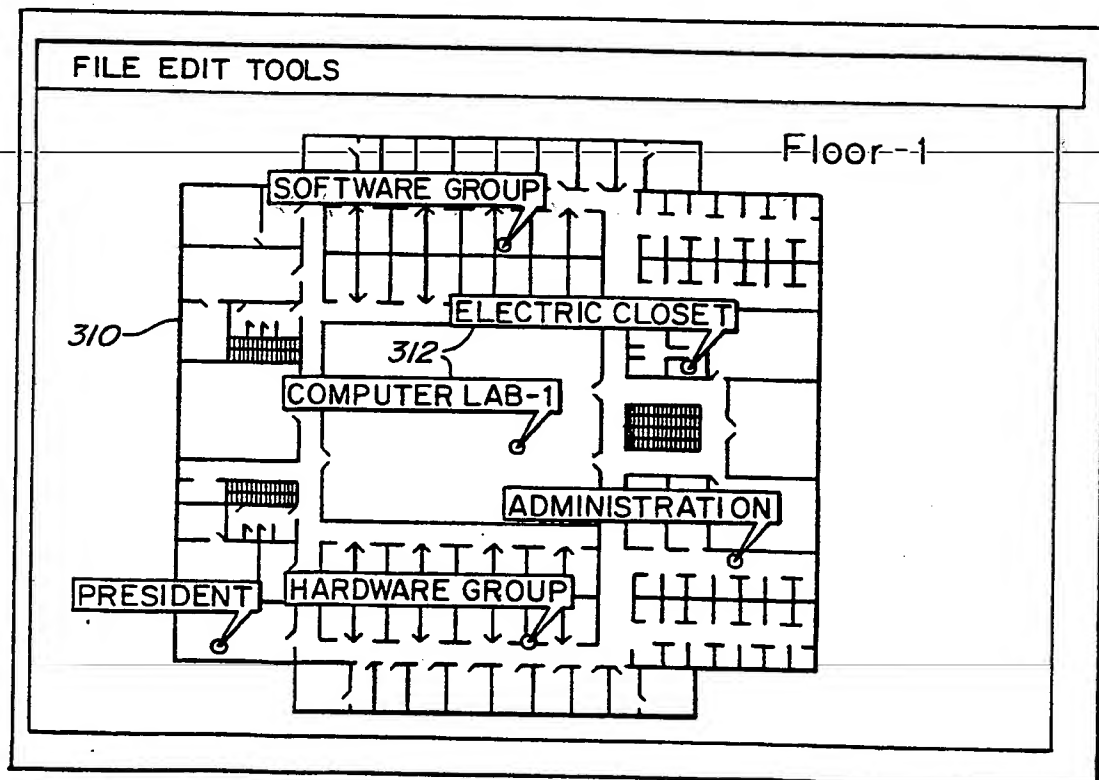 FILE EDIT TOOLS
Floor-1
SOFTWARE GROUP
ELECTRIC CLOSET
310
312
COMPUTER LAB-1
ADMINISTRATION
HARDWARE GROUP
PRESIDENT